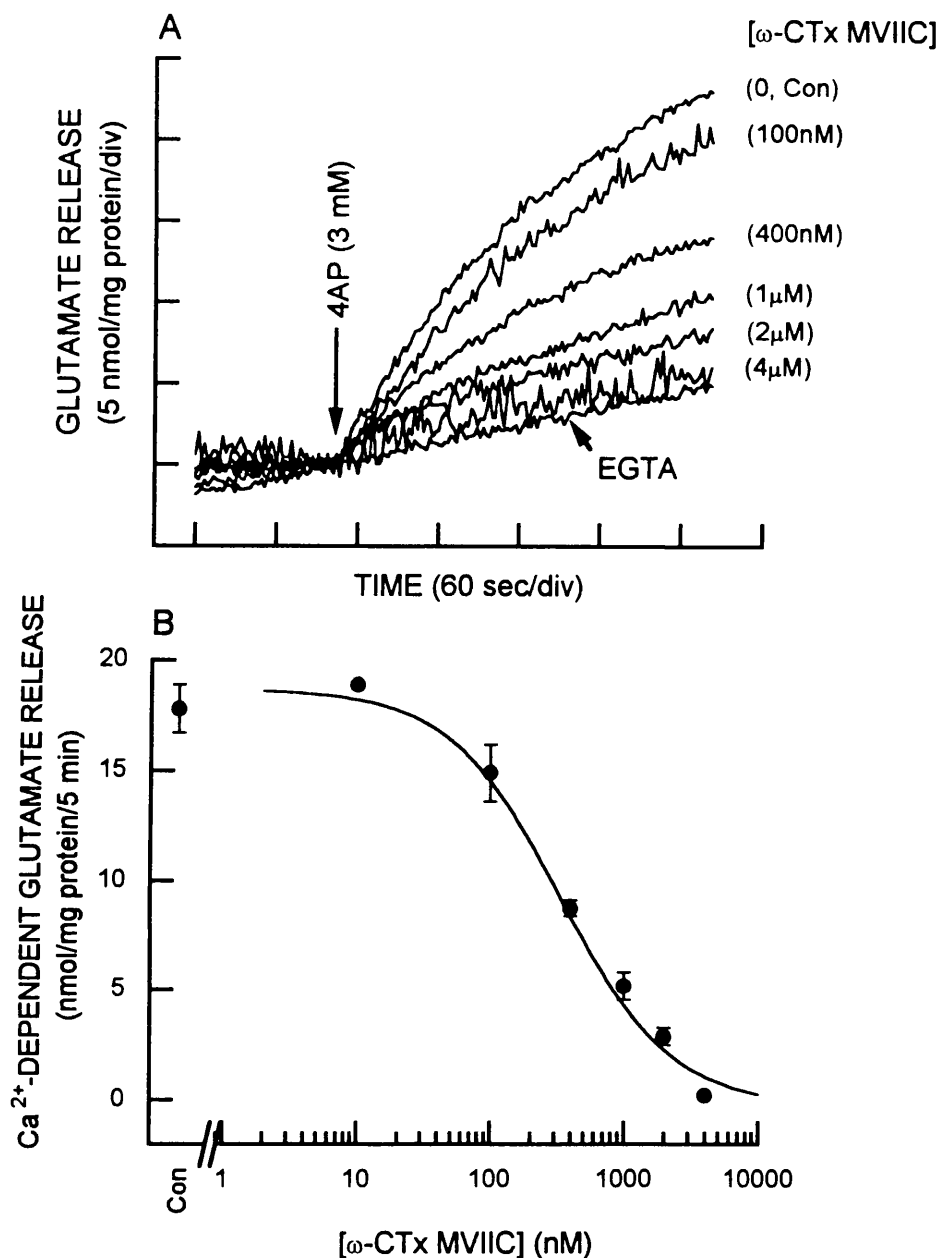 A
[ω-CTx MVIIC]
(0, Con)
(100nM)
(400nM)
(1μM)
(2μM)
(4μM)
GLUTAMATE RELEASE
(5 nmol/mg protein/div)
4AP (3 mM)
EGTA
TIME (60 sec/div)
B
Ca 2+-DEPENDENT GLUTAMATE RELEASE
(nmol/mg protein/5 min)
20
15
10
5
0
Con
1
10
100
1000
10000
[ω-CTx MVIIC] (nM)